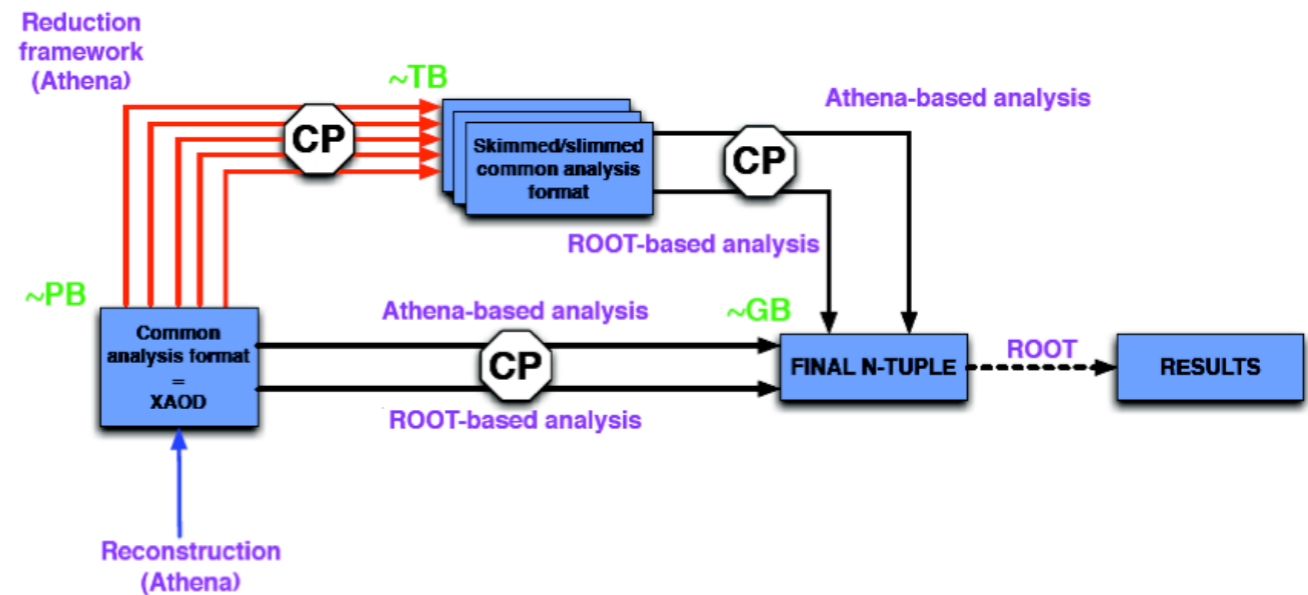 Reduction
framework
(Athena)
~TB
CP
Skimmed/slimmed
common analysis
format
CP
Athena-based analysis
ROOT-based analysis
~PB
Common
analysis format
=
XAOD
Athena-based analysis
CP
ROOT-based analysis
~GB
FINAL N-TUPLE
ROOT
RESULTS
Reconstruction
(Athena)